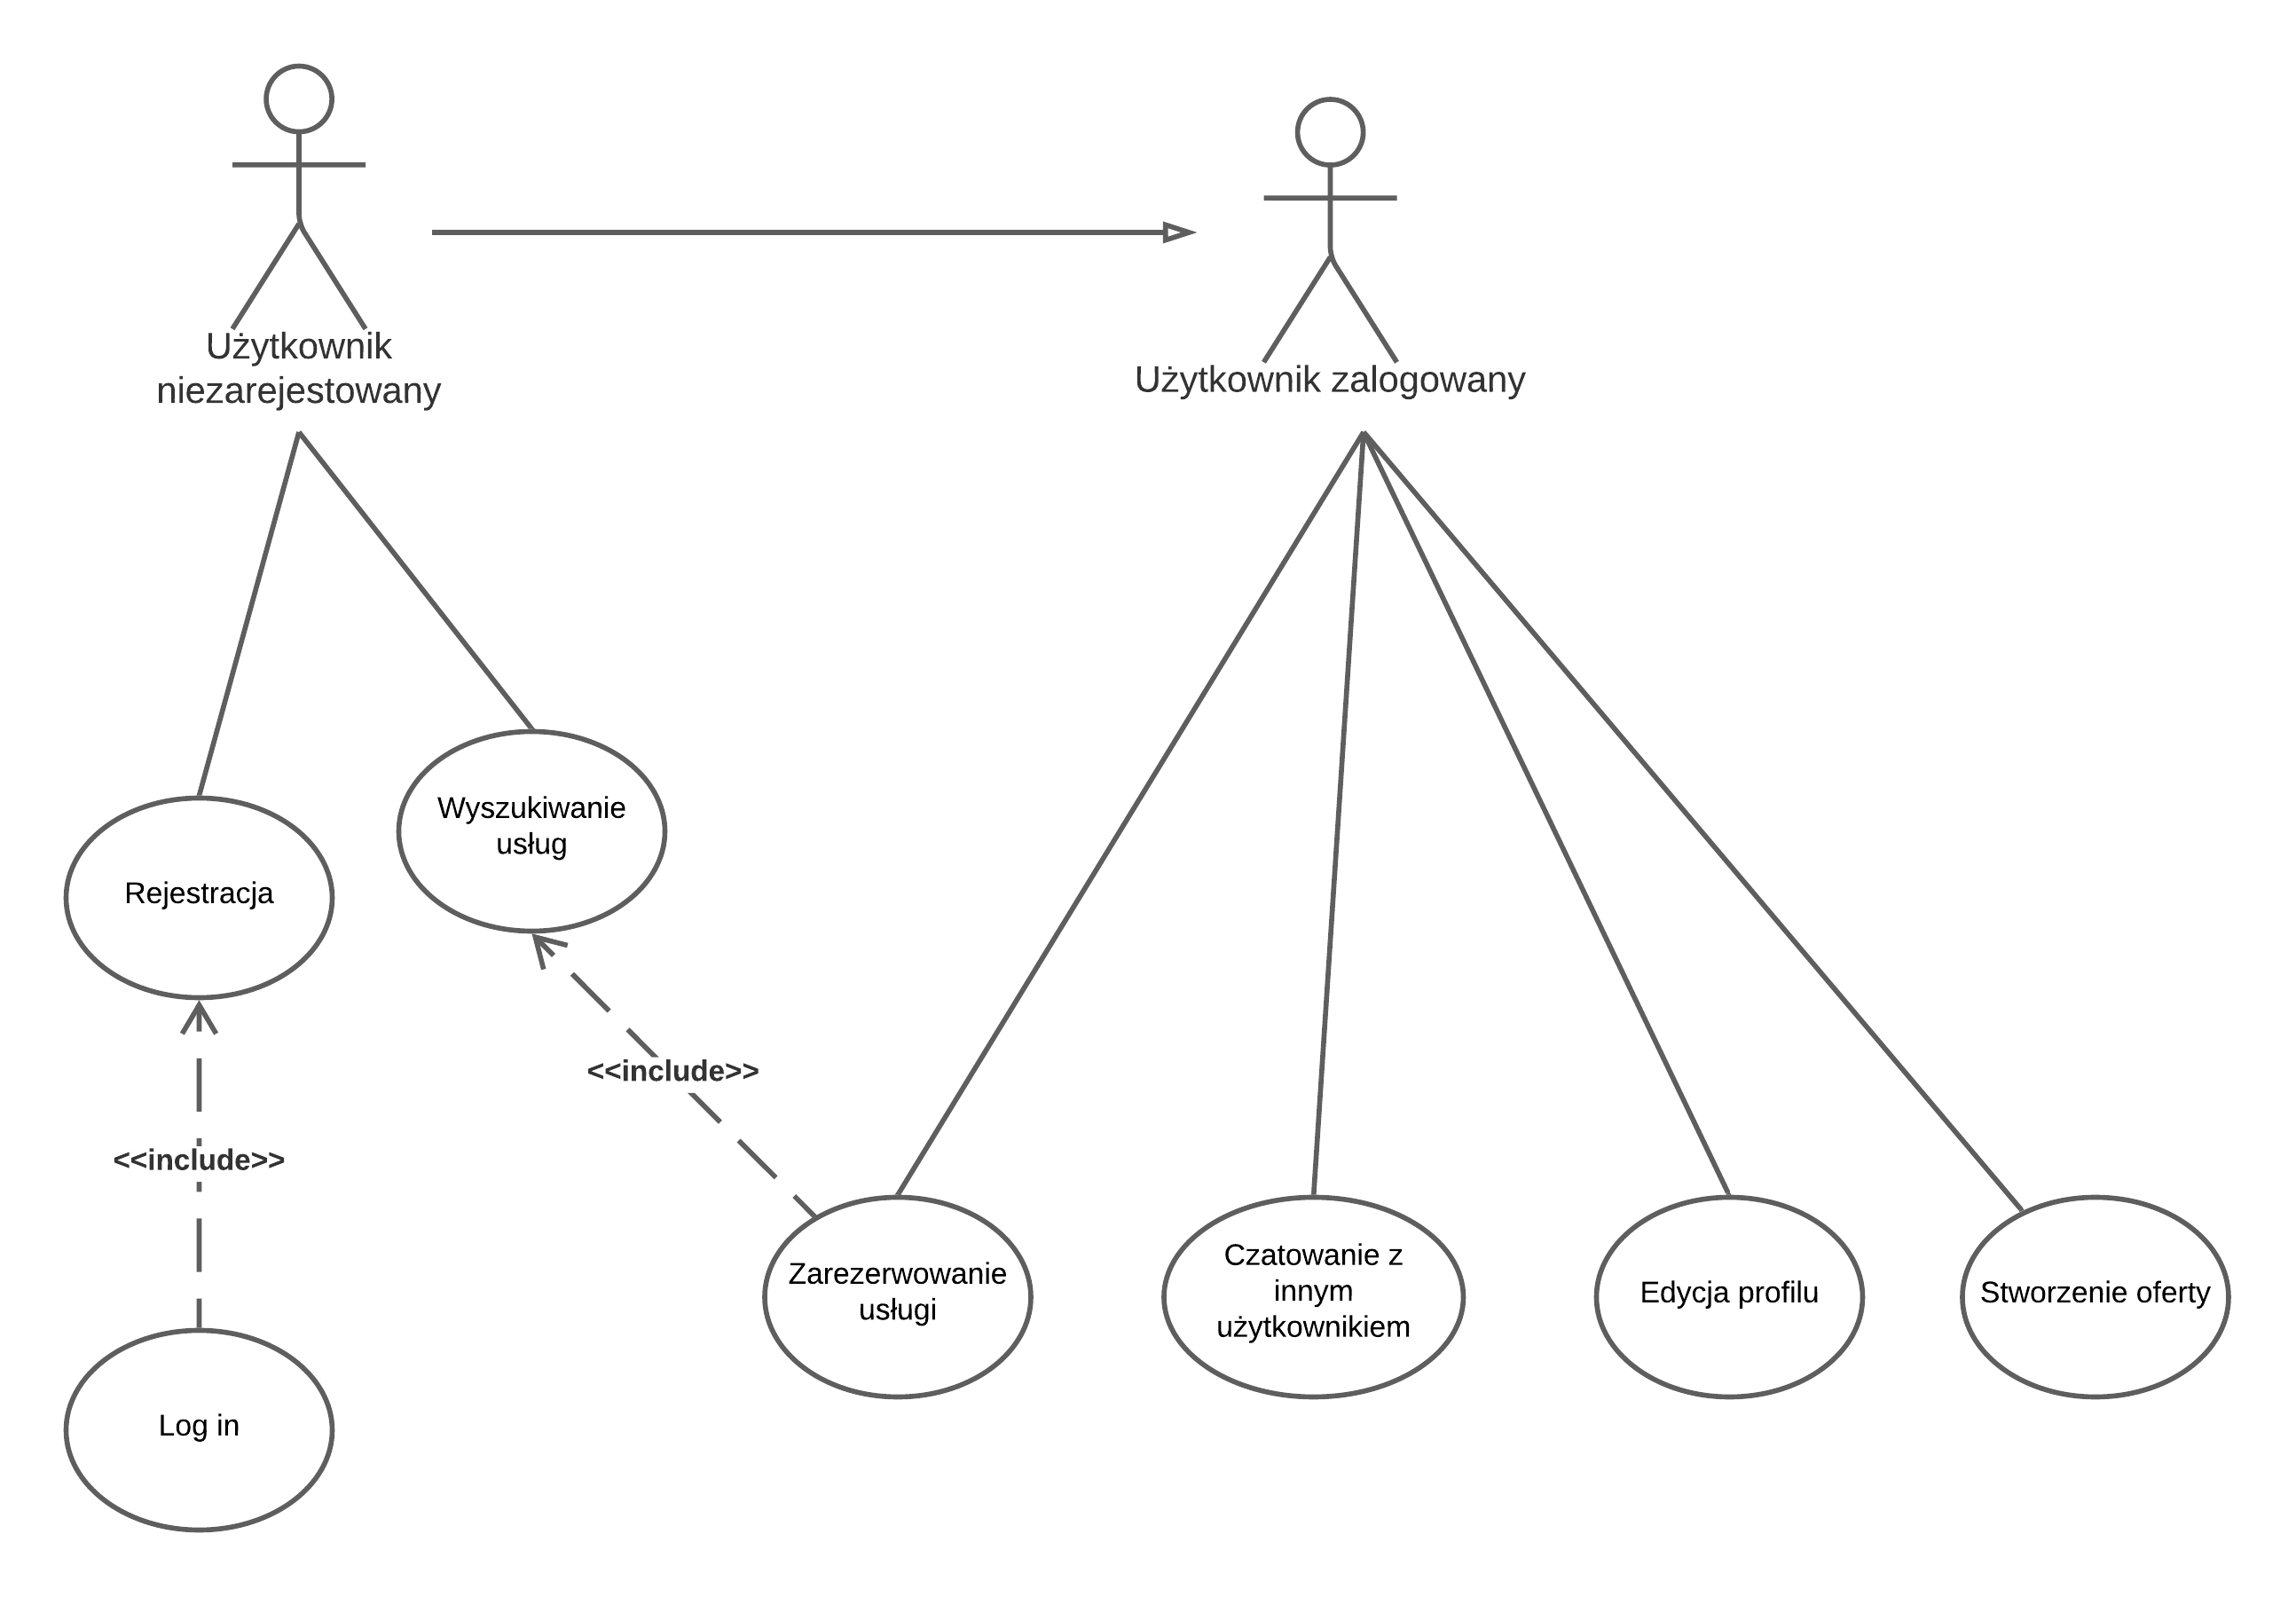 Użytkownik
niezarejestowany
Użytkownik zalogowany
Wyszukiwanie
usług
Rejestracja
<<include>>
<<include>>
Zarezerwowanie
usługi
Czatowanie z
innym
użytkownikiem
Edycja profilu
Stworzenie oferty
Log in